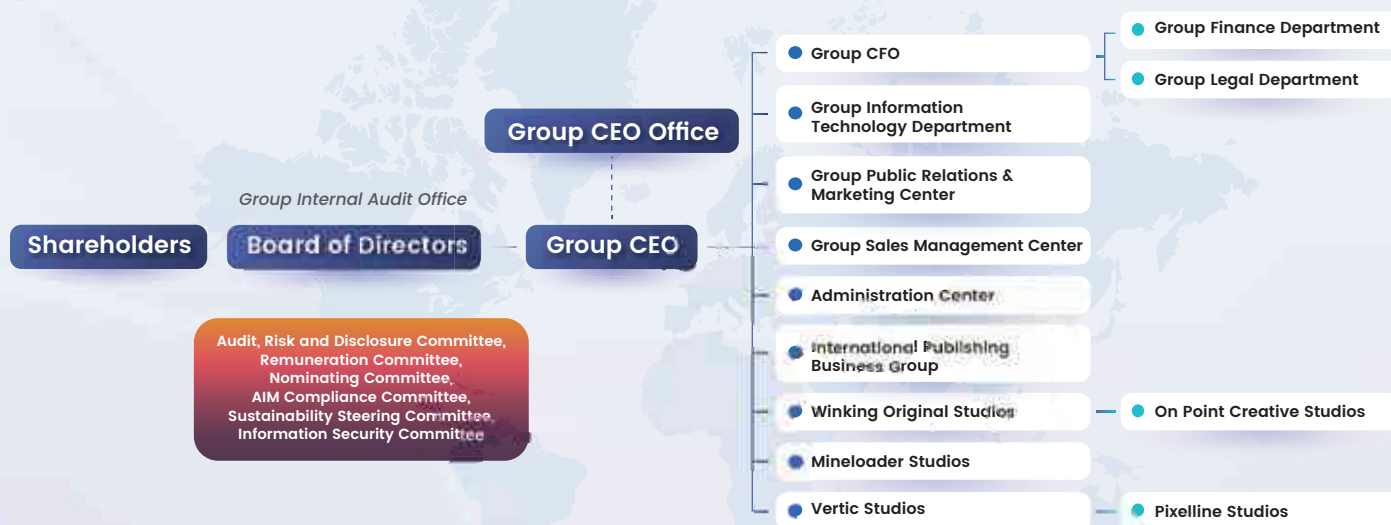 Shareholders
Group Internal Audit Office
Board of Directors
Audit, Risk and Disclosure Committee,
Remuneration Committee,
Nominating Committee,
AIM Compliance Committee,
Sustainability Steering Committee,
Information Security Committee
Group CEO Office
Group CEO
Group CFO
Group Finance Department
Group Legal Department
Group Information
Technology Department
Group Public Relations &
Marketing Center
Group Sales Management Center
Administration Center
International Publishing
Business Group
Winking Original Studios
On Point Creative Studios
Mineloader Studios
Vertic Studios
Pixelline Studios